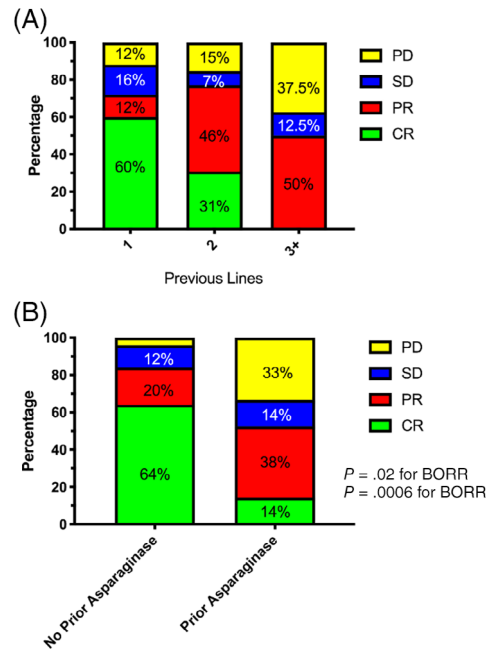 (A)
100
80
60
40
20
0
Percentage
12%
16%
12%
60%
15%
7%
46%
31%
37.5%
12.5%
50%
PD
SD
PR
CR
1
2
3+
Previous Lines
(B)
100
80
60
40
20
0
Percentage
12%
20%
64%
33%
14%
38%
14%
PD
SD
PR
CR
P = .02 for BORR
P = .0006 for BORR
No Prior Asparaginase
Prior Asparaginase